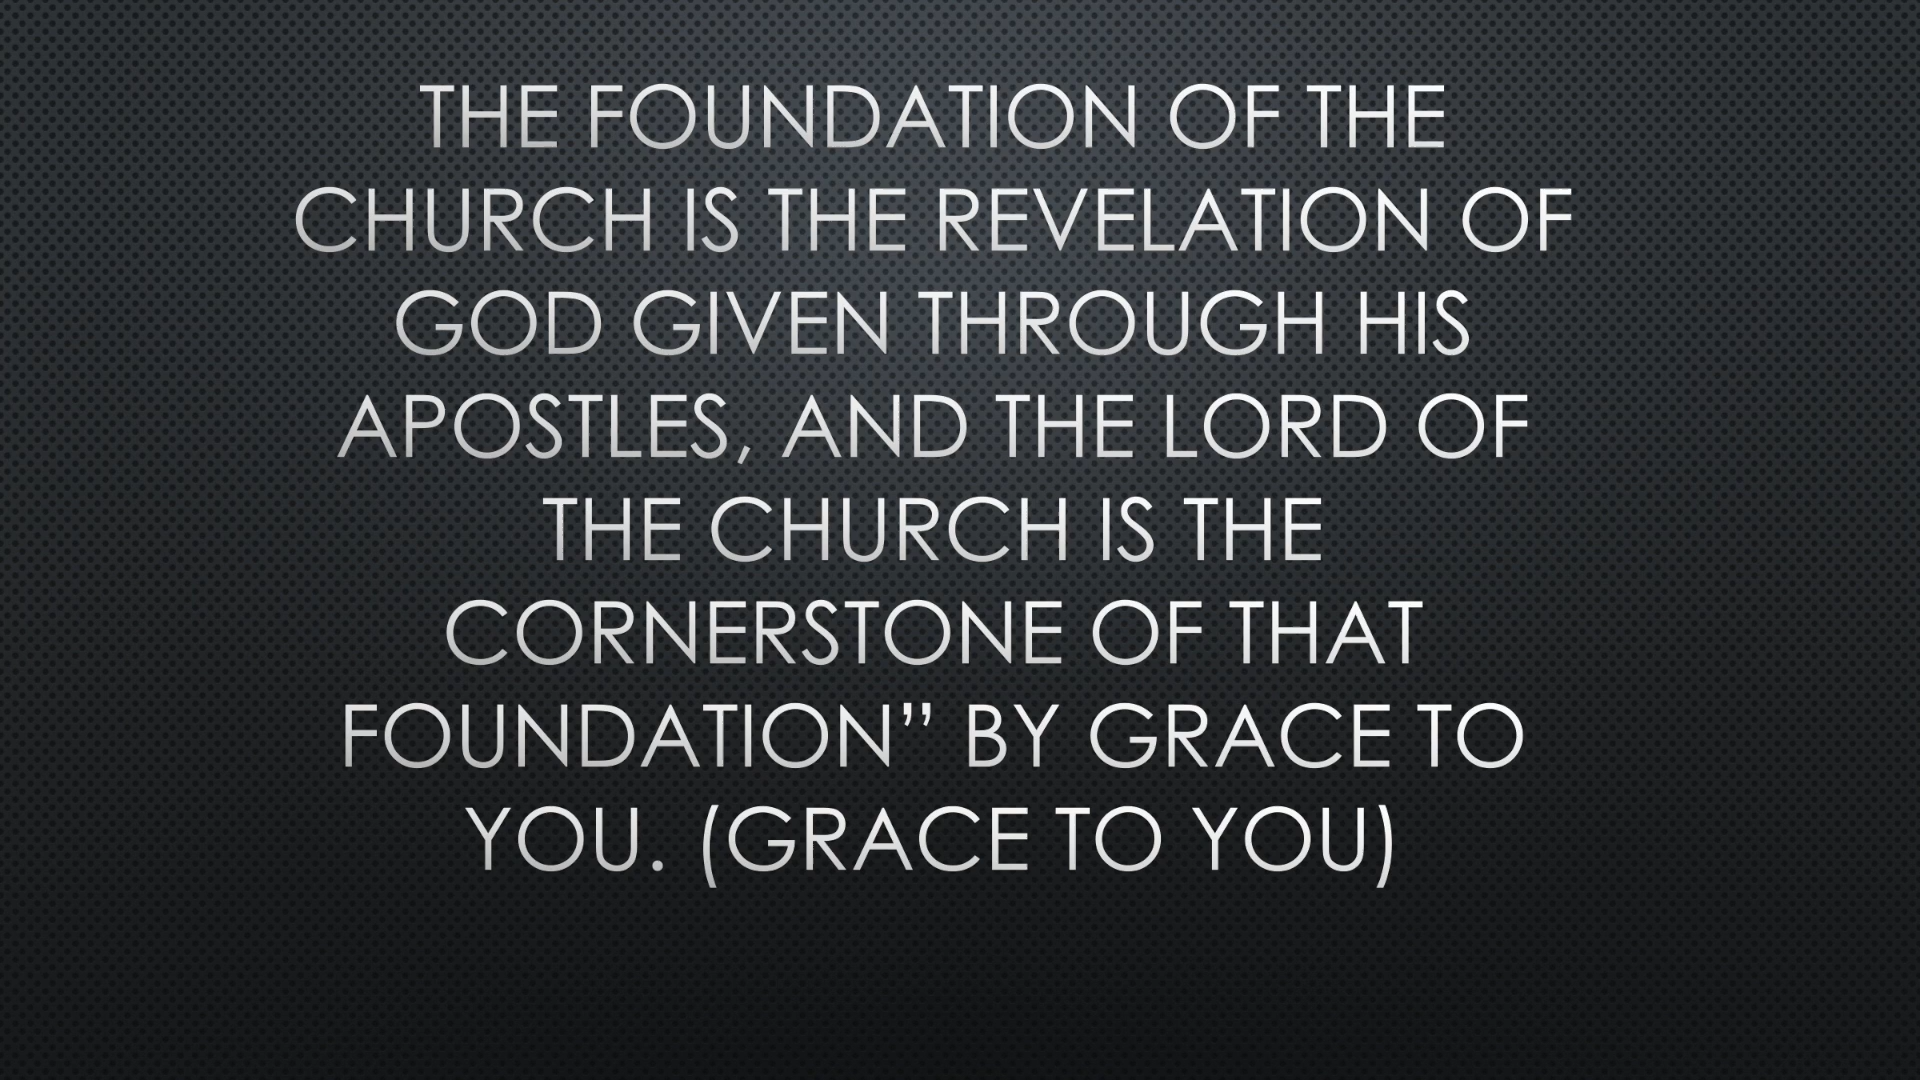 THE FOUNDATION OF THE
CHURCH IS THE REVELATION OF
GOD GIVEN THROUGH HIS
APOSTLES, AND THE LORD OF
THE CHURCH IS THE
CORNERSTONE OF THAT
FOUNDATION” BY GRACE TO
YOU. (GRACE TO YOU)